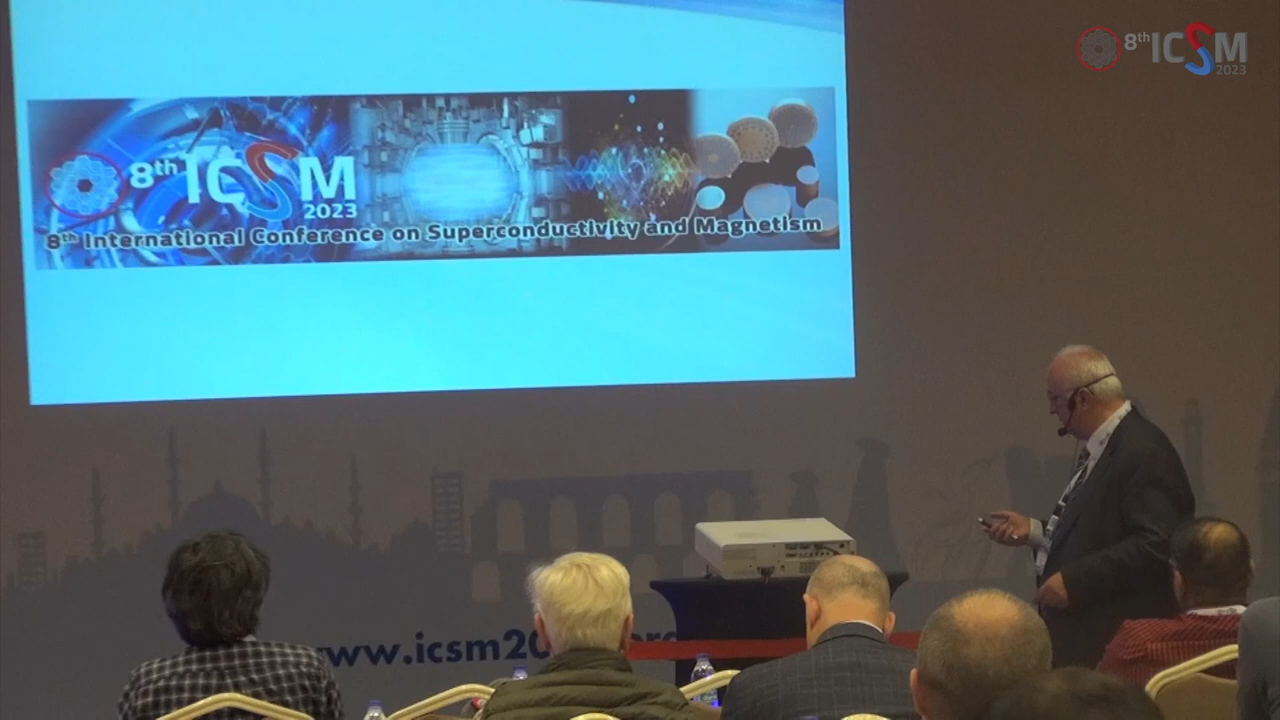 8th ICSM
2023
8th ICSM
2023
8th International Conference on Superconductivity and Magnetism
www.icsm20